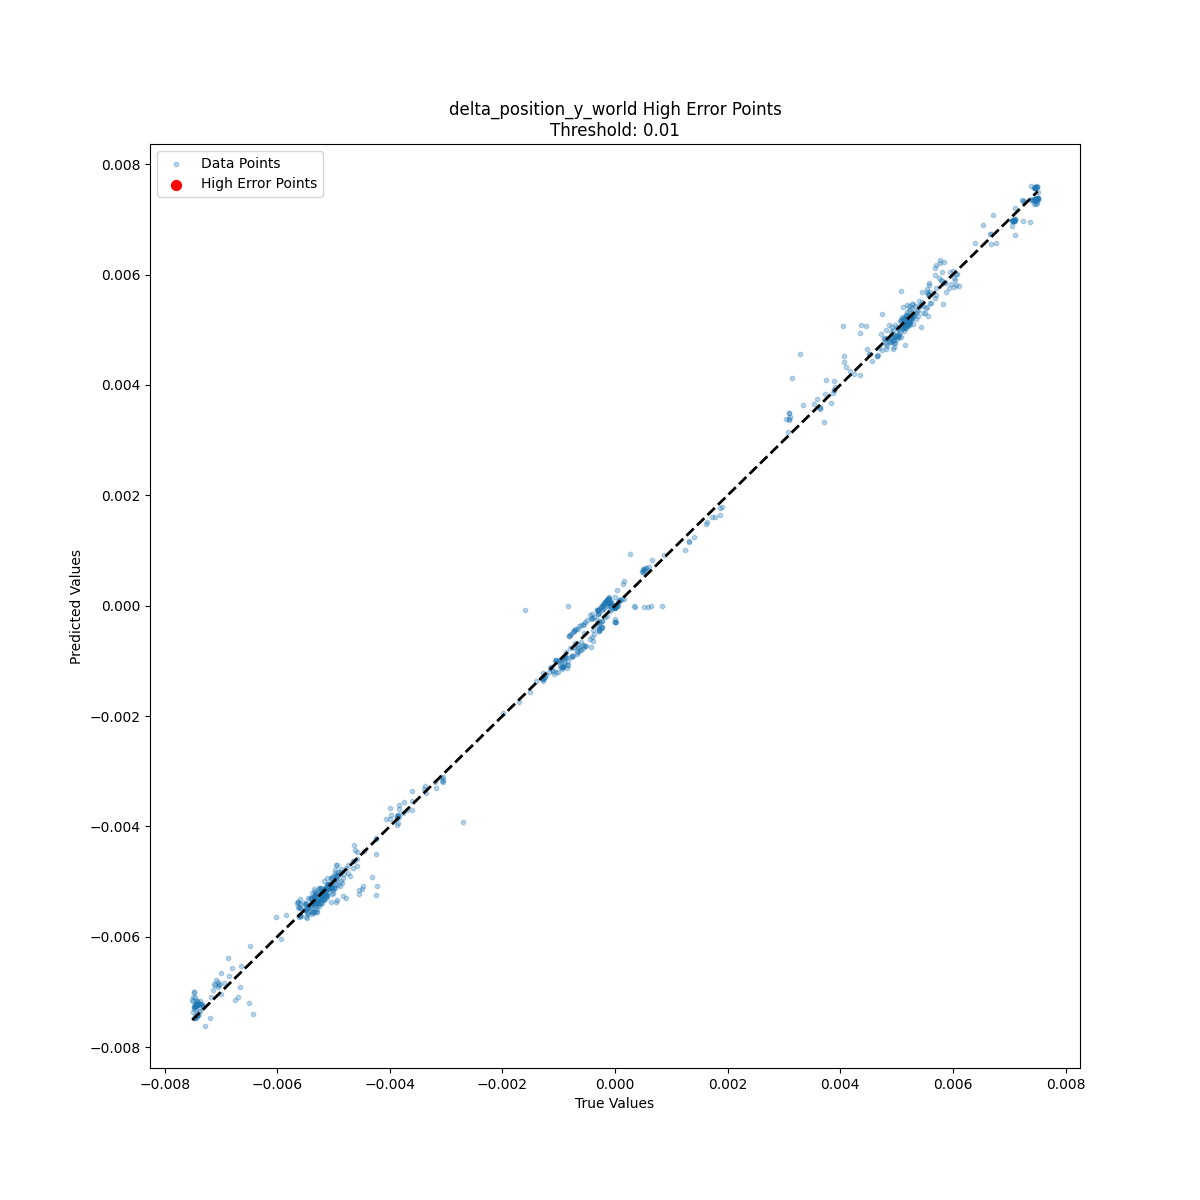 delta_position_y_world High Error Points
Threshold: 0.01
Data Points
High Error Points
0.008
0.006
0.004
0.002
0.000
−0.002
−0.004
−0.006
−0.008
Predicted Values
−0.008 −0.006 −0.004 −0.002 0.000 0.002 0.004 0.006 0.008
True Values